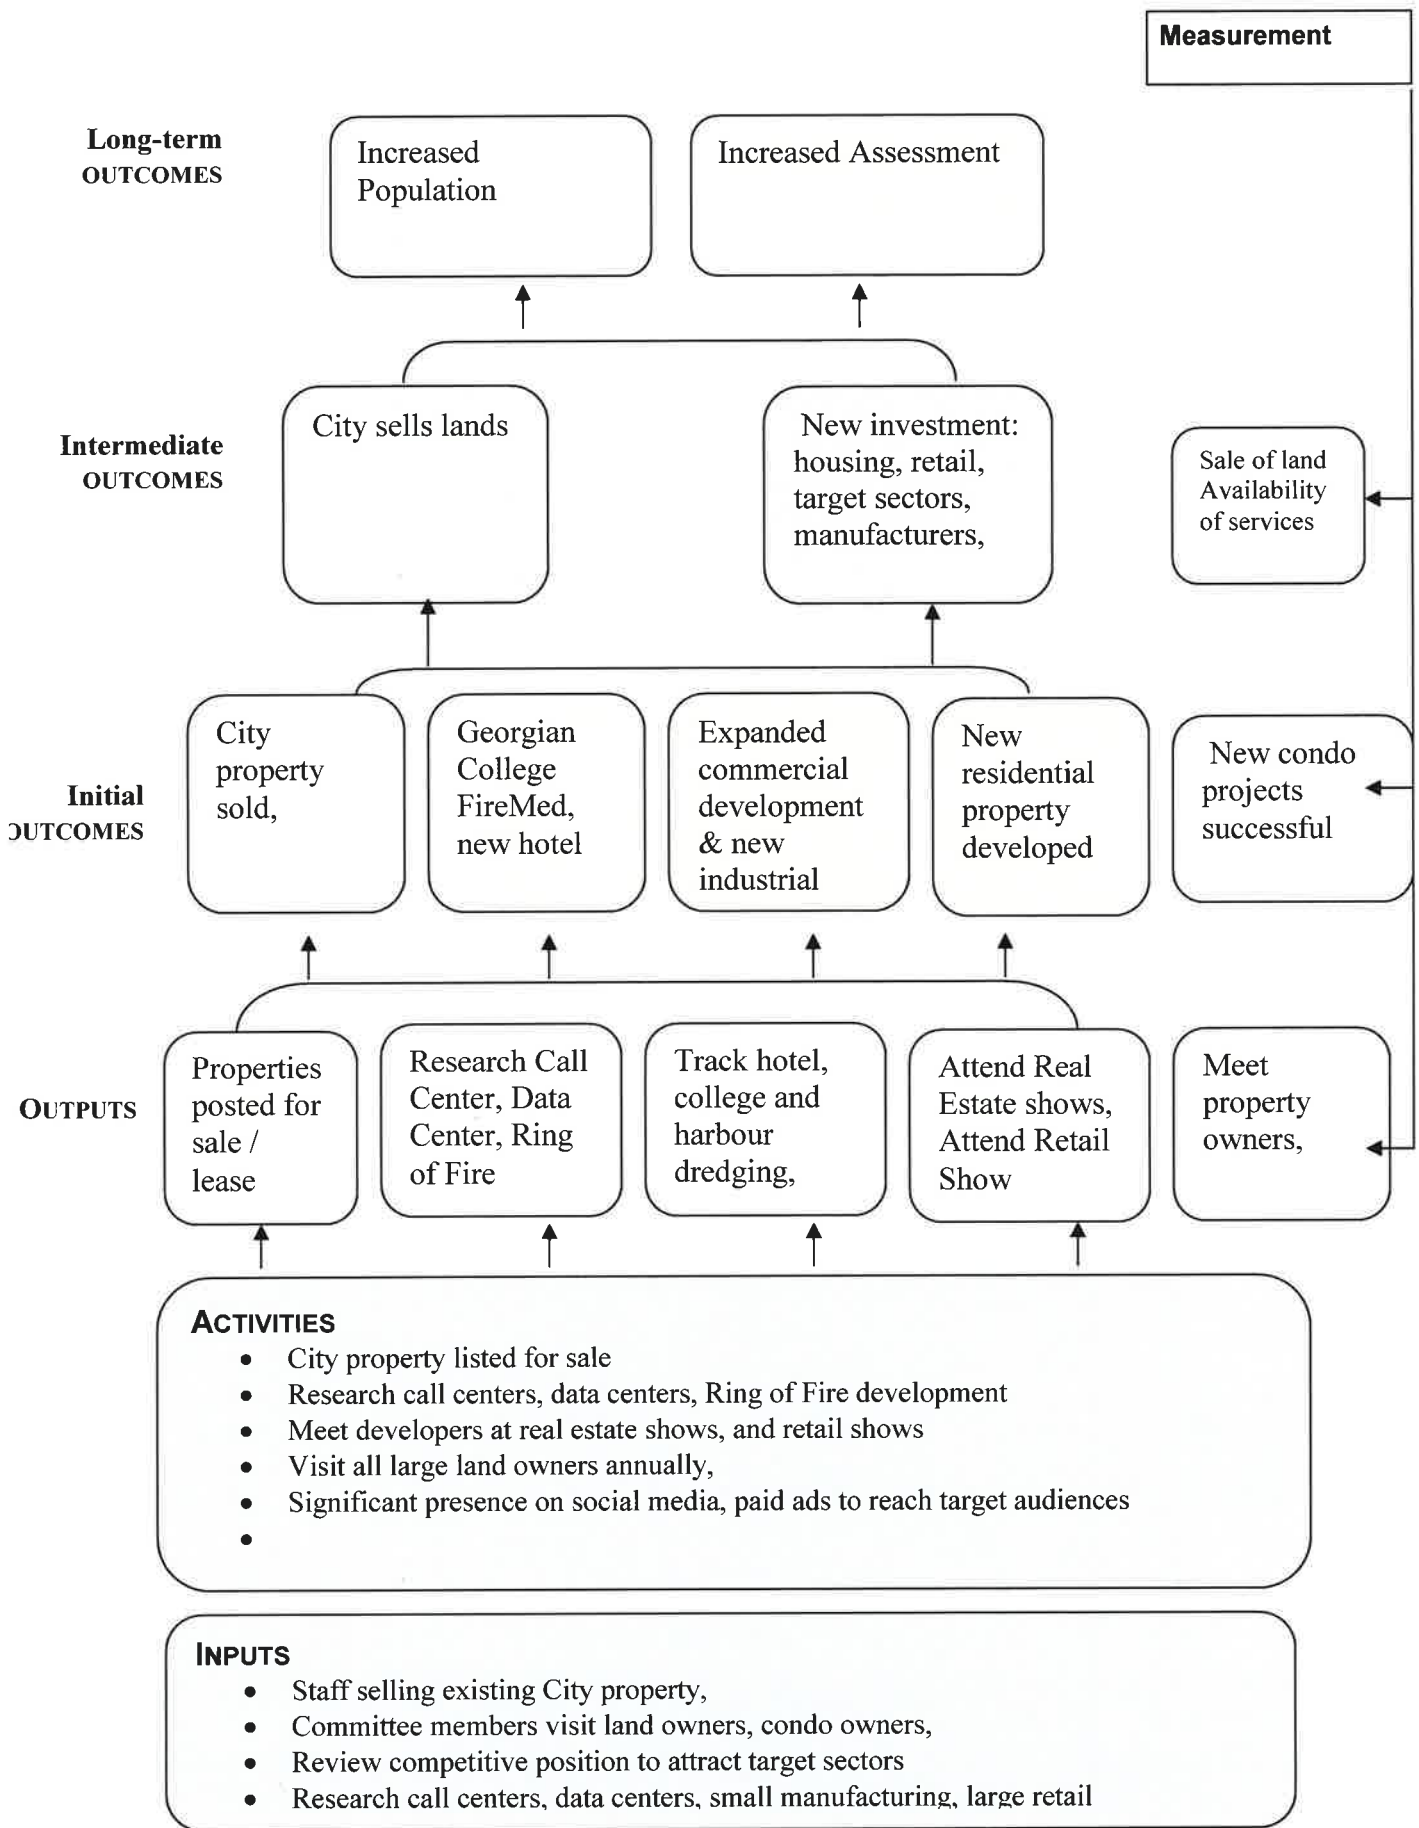 Measurement
Long-term
OUTCOMES
Increased
Population
Increased Assessment
Intermediate
OUTCOMES
City sells lands
New investment:
housing, retail,
target sectors,
manufacturers,
Sale of land
Availability
of services
Initial
OUTCOMES
City
property
sold,
Georgian
College
FireMed,
new hotel
Expanded
commercial
development
& new
industrial
New
residential
property
developed
New condo
projects
successful
OUTPUTS
Properties
posted for
sale /
lease
Research Call
Center, Data
Center, Ring
of Fire
Track hotel,
college and
harbour
dredging,
Attend Real
Estate shows,
Attend Retail
Show
Meet
property
owners,
ACTIVITIES
• City property listed for sale
• Research call centers, data centers, Ring of Fire development
• Meet developers at real estate shows, and retail shows
• Visit all large land owners annually,
• Significant presence on social media, paid ads to reach target audiences
•
INPUTS
• Staff selling existing City property,
• Committee members visit land owners, condo owners,
• Review competitive position to attract target sectors
• Research call centers, data centers, small manufacturing, large retail